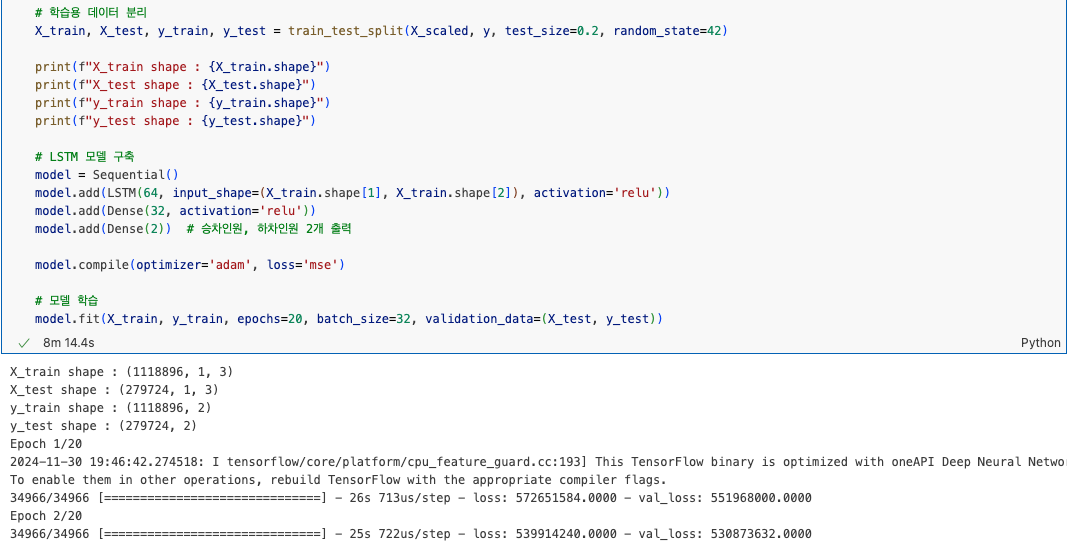 # 학습용 데이터 분리
X_train, X_test, y_train, y_test = train_test_split(X_scaled, y, test_size=0.2, random_state=42)
print(f"X_train shape : {X_train.shape}")
print(f"X_test shape : {X_test.shape}")
print(f"y_train shape : {y_train.shape}")
print(f"y_test shape : {y_test.shape}")
# LSTM 모델 구축
model = Sequential()
model.add(LSTM(64, input_shape=(X_train.shape[1], X_train.shape[2]), activation='relu'))
model.add(Dense(32, activation='relu'))
model.add(Dense(2))  # 승차인원, 하차인원 2개 출력
model.compile(optimizer='adam', loss='mse')
# 모델 학습
model.fit(X_train, y_train, epochs=20, batch_size=32, validation_data=(X_test, y_test))
✓ 8m 14.4s Python
X_train shape : (1118896, 1, 3)
X_test shape : (279724, 1, 3)
y_train shape : (1118896, 2)
y_test shape : (279724, 2)
Epoch 1/20
2024-11-30 19:46:42.274518: I tensorflow/core/platform/cpu_feature_guard.cc:193] This TensorFlow binary is optimized with oneAPI Deep Neural Netwo
To enable them in other operations, rebuild TensorFlow with the appropriate compiler flags.
34966/34966 [==============================] - 26s 713us/step - loss: 572651584.0000 - val_loss: 551968000.0000
Epoch 2/20
34966/34966 [==============================] - 25s 722us/step - loss: 539914240.0000 - val_loss: 530873632.0000